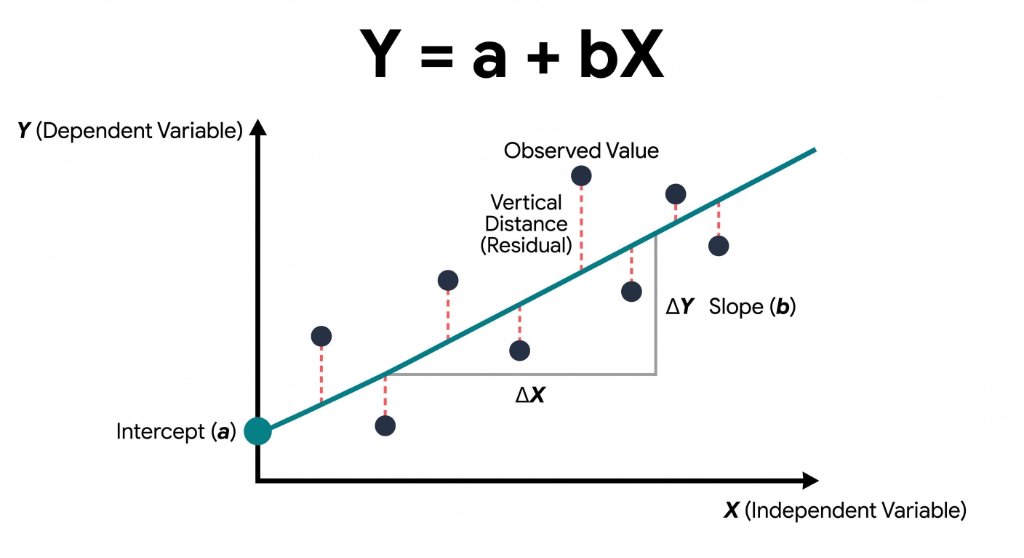 Y = a + bX
Y (Dependent Variable)
Observed Value
Vertical
Distance
(Residual)
ΔY Slope (b)
ΔX
Intercept (a)
X (Independent Variable)